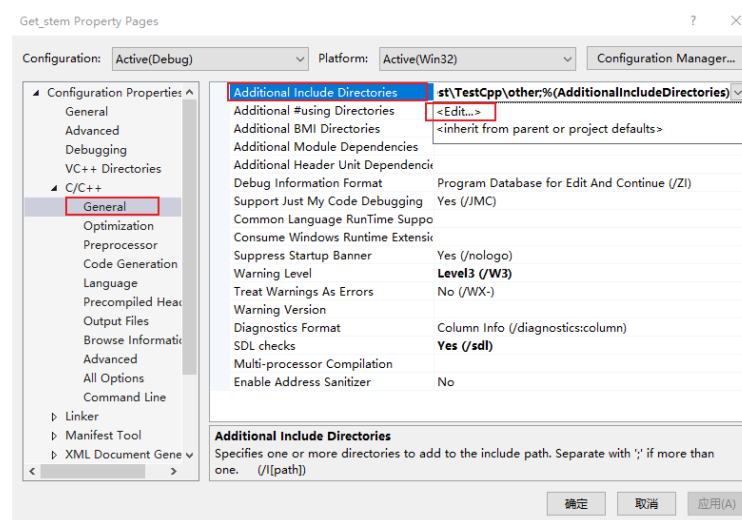 Get_stem Property Pages ? ×
Configuration: Active(Debug) Platform: Active(Win32) Configuration Manager...
Configuration Properties
General
Advanced
Debugging
VC++ Directories
C/C++
General
Optimization
Preprocessor
Code Generation
Language
Precompiled Head
Output Files
Browse Informatio
Advanced
All Options
Command Line
Linker
Manifest Tool
XML Document Gene
Additional Include Directories st\TestCpp\other;%(AdditionalIncludeDirectories)
Additional #using Directories <Edit...>
Additional BMI Directories <inherit from parent or project defaults>
Additional Module Dependencies
Additional Header Unit Dependencie
Debug Information Format Program Database for Edit And Continue (/ZI)
Support Just My Code Debugging Yes (/JMC)
Common Language RunTime Suppo
Consume Windows Runtime Extensic
Suppress Startup Banner Yes (/nologo)
Warning Level Level3 (/W3)
Treat Warnings As Errors No (/WX-)
Warning Version
Diagnostics Format Column Info (/diagnostics:column)
SDL checks Yes (/sdl)
Multi-processor Compilation
Enable Address Sanitizer No
Additional Include Directories
Specifies one or more directories to add to the include path. Separate with ';' if more than
one. (/I[path])
确定 取消 应用(A)